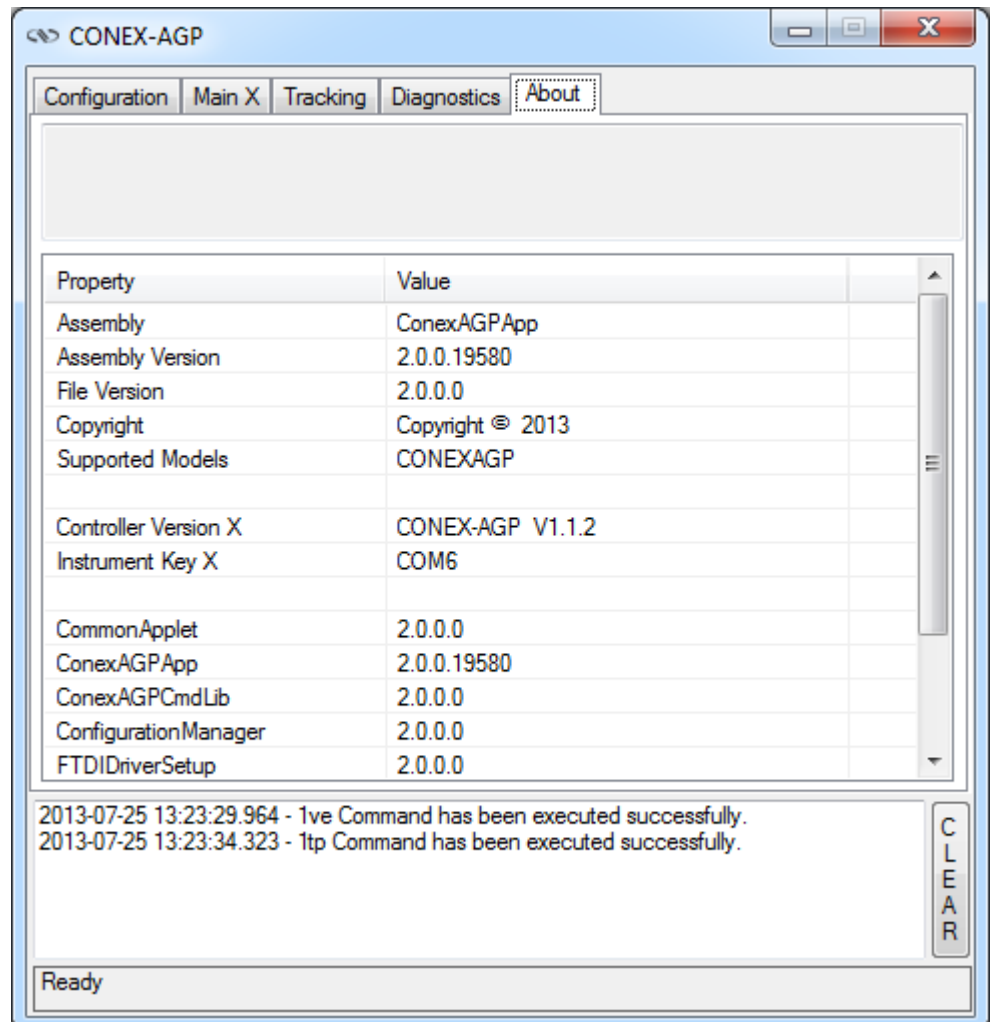 CONEX-AGP
Configuration Main X Tracking Diagnostics About
Property Value
Assembly ConexAGPApp
Assembly Version 2.0.0.19580
File Version 2.0.0.0
Copyright Copyright © 2013
Supported Models CONEXAGP
Controller Version X CONEX-AGP V1.1.2
Instrument Key X COM6
CommonApplet 2.0.0.0
ConexAGPApp 2.0.0.19580
ConexAGPCmdLib 2.0.0.0
ConfigurationManager 2.0.0.0
FTDIDriverSetup 2.0.0.0
2013-07-25 13:23:29.964 - 1ve Command has been executed successfully.
2013-07-25 13:23:34.323 - 1tp Command has been executed successfully.
CLEAR
Ready